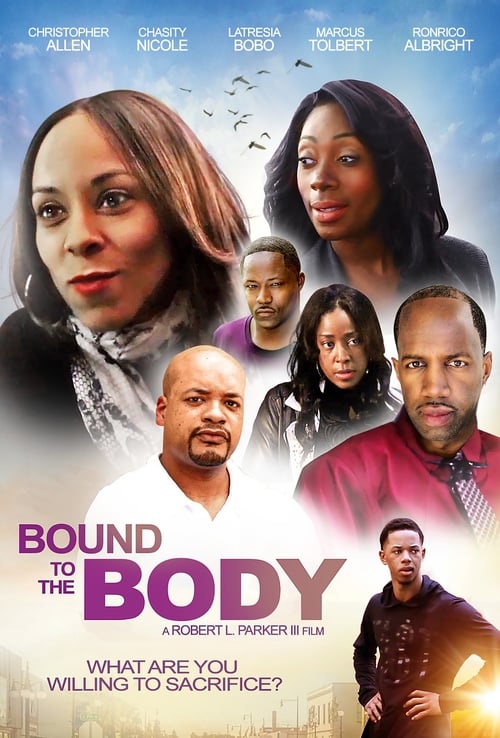 CHRISTOPHER ALLEN
CHASITY NICOLE
LATRESIA BOBO
MARCUS TOLBERT
RONRICO ALBRIGHT
BOUND
TO THE
BODY
A ROBERT L. PARKER III FILM
WHAT ARE YOU
WILLING TO SACRIFICE?